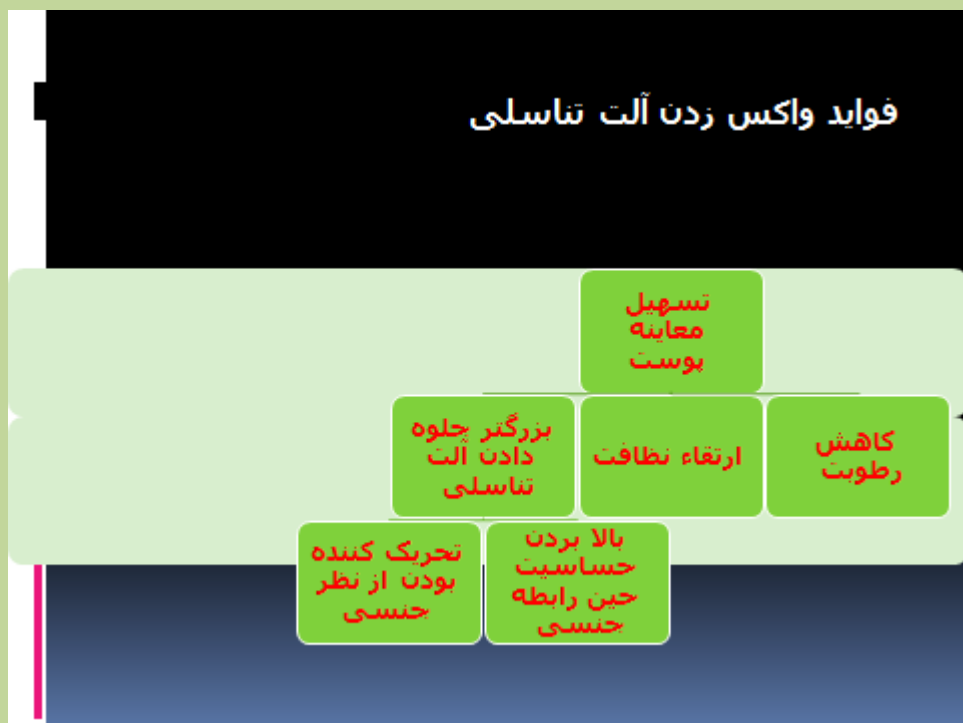 فواید واکس زدن آلت تناسلی
تسهیل
معاینه
پوست
کاهش
رطوبت
ارتقاء نظافت
بزرگتر جلوه
دادن آلت
تناسلی
بالا بردن
حساسیت
حین رابطه
جنسی
تحریک کننده
بودن از نظر
جنسی